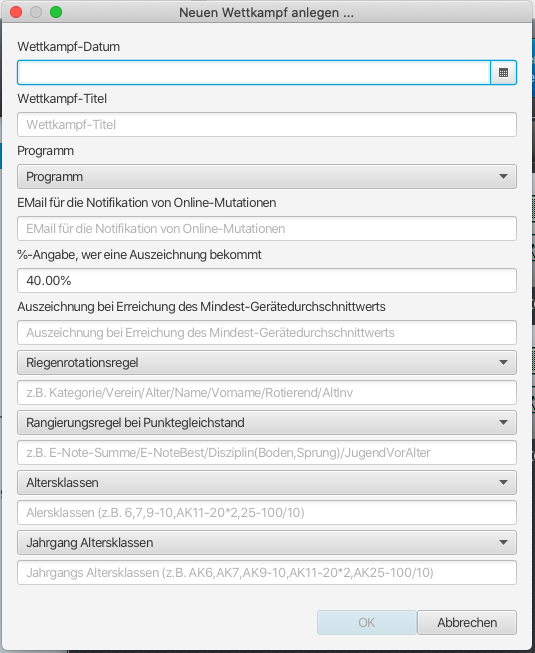 Neuen Wettkampf anlegen ...
Wettkampf-Datum
Wettkampf-Titel
Wettkampf-Titel
Programm
Programm
EMail für die Notifikation von Online-Mutationen
EMail für die Notifikation von Online-Mutationen
%-Angabe, wer eine Auszeichnung bekommt
40.00%
Auszeichnung bei Erreichung des Mindest-Gerätedurchschnittwerts
Auszeichnung bei Erreichung des Mindest-Gerätedurchschnittwerts
Riegenrotationsregel
z.B. Kategorie/Verein/Alter/Name/Vorname/Rotierend/AltInv
Rangierungsregel bei Punktegleichstand
z.B. E-Note-Summe/E-NoteBest/Disziplin(Boden,Sprung)/JugendVorAlter
Altersklassen
Alersklassen (z.B. 6,7,9-10,AK11-20*2,25-100/10)
Jahrgang Altersklassen
Jahrgangs Altersklassen (z.B. AK6,AK7,AK9-10,AK11-20*2,AK25-100/10)
OK
Abbrechen